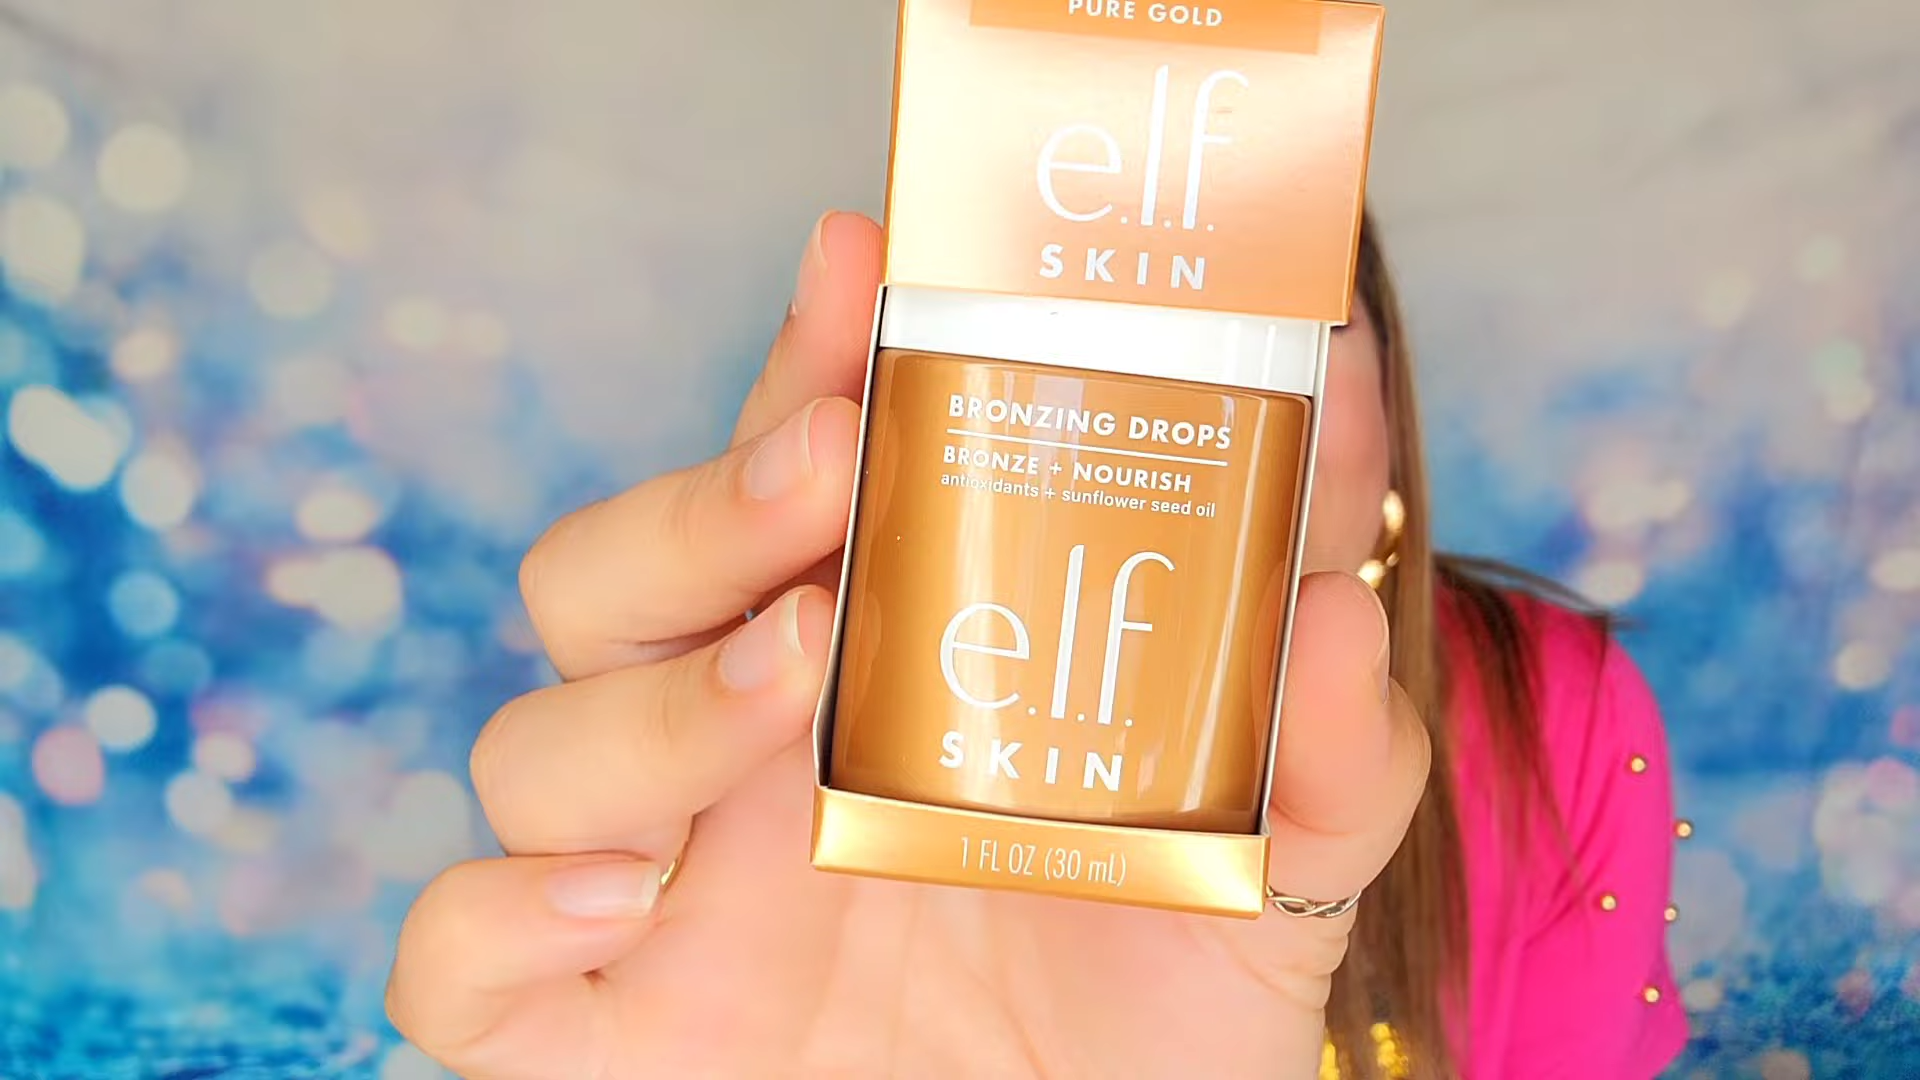 PURE GOLD
e.l.f.
SKIN
BRONZING DROPS
BRONZE + NOURISH
antioxidants + sunflower seed oil
e.l.f.
SKIN
1 FL OZ (30 mL)